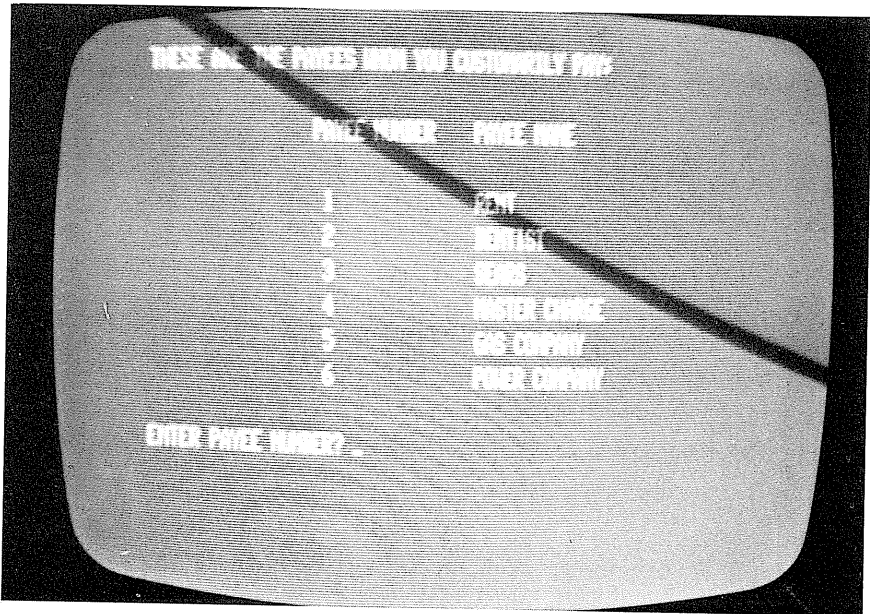 THESE ARE THE PAYEES WHOM YOU CUSTOMARILY PAY:
PAYEE NUMBER PAYEE NAME
1 RENT
2 DENTIST
3 SEARS
4 MASTER CHARGE
5 GAS COMPANY
6 POWER COMPANY
ENTER PAYEE NUMBER? _